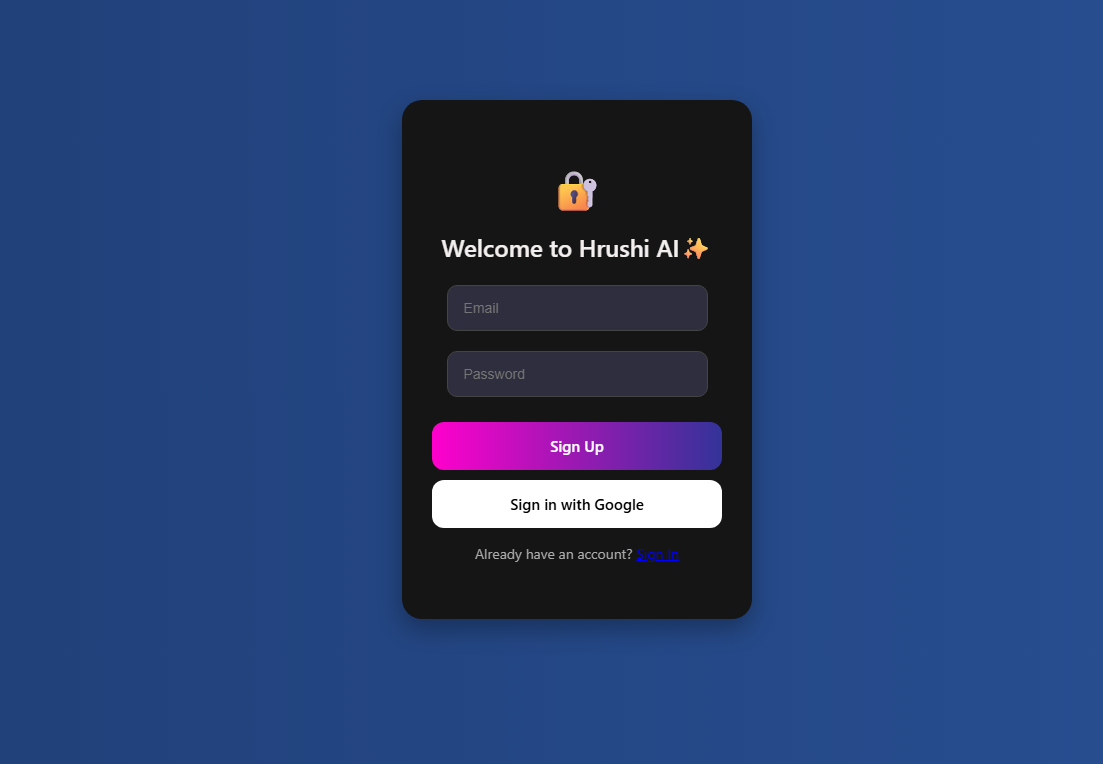 Welcome to Hrushi AI✨
Email
Password
Sign Up
Sign in with Google
Already have an account? Sign In